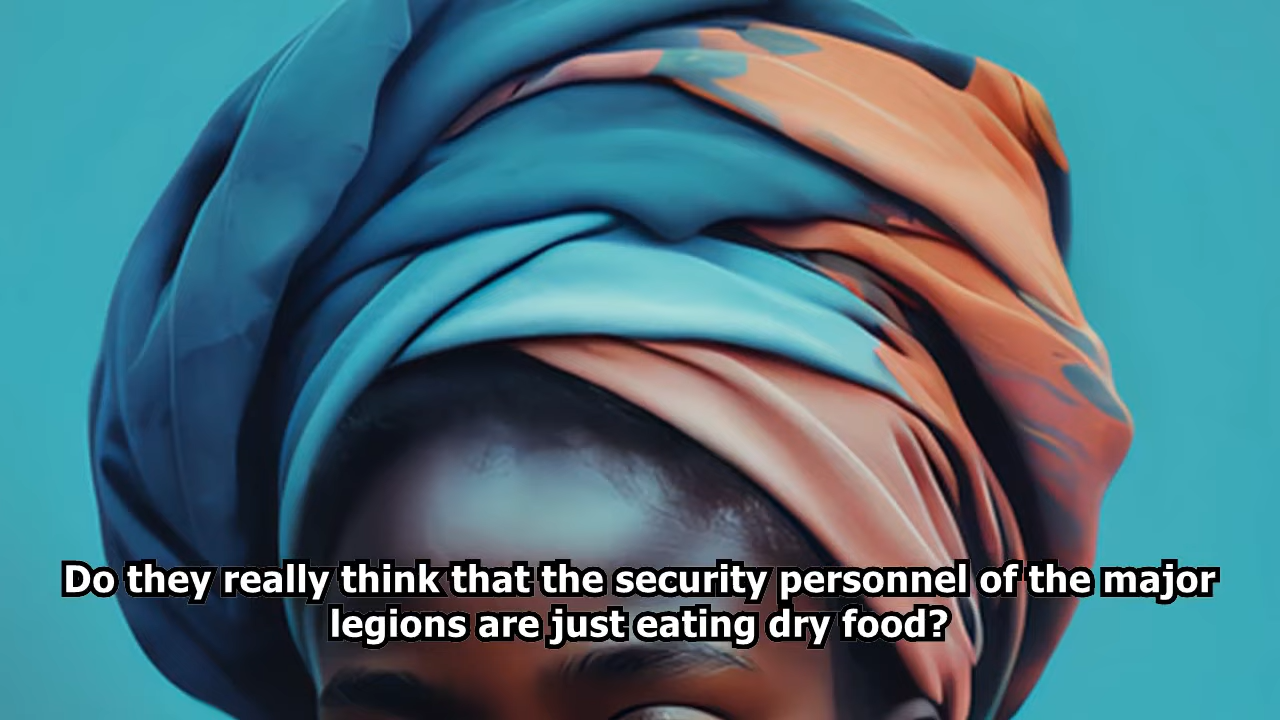 Do they really think that the security personnel of the major
legions are just eating dry food?